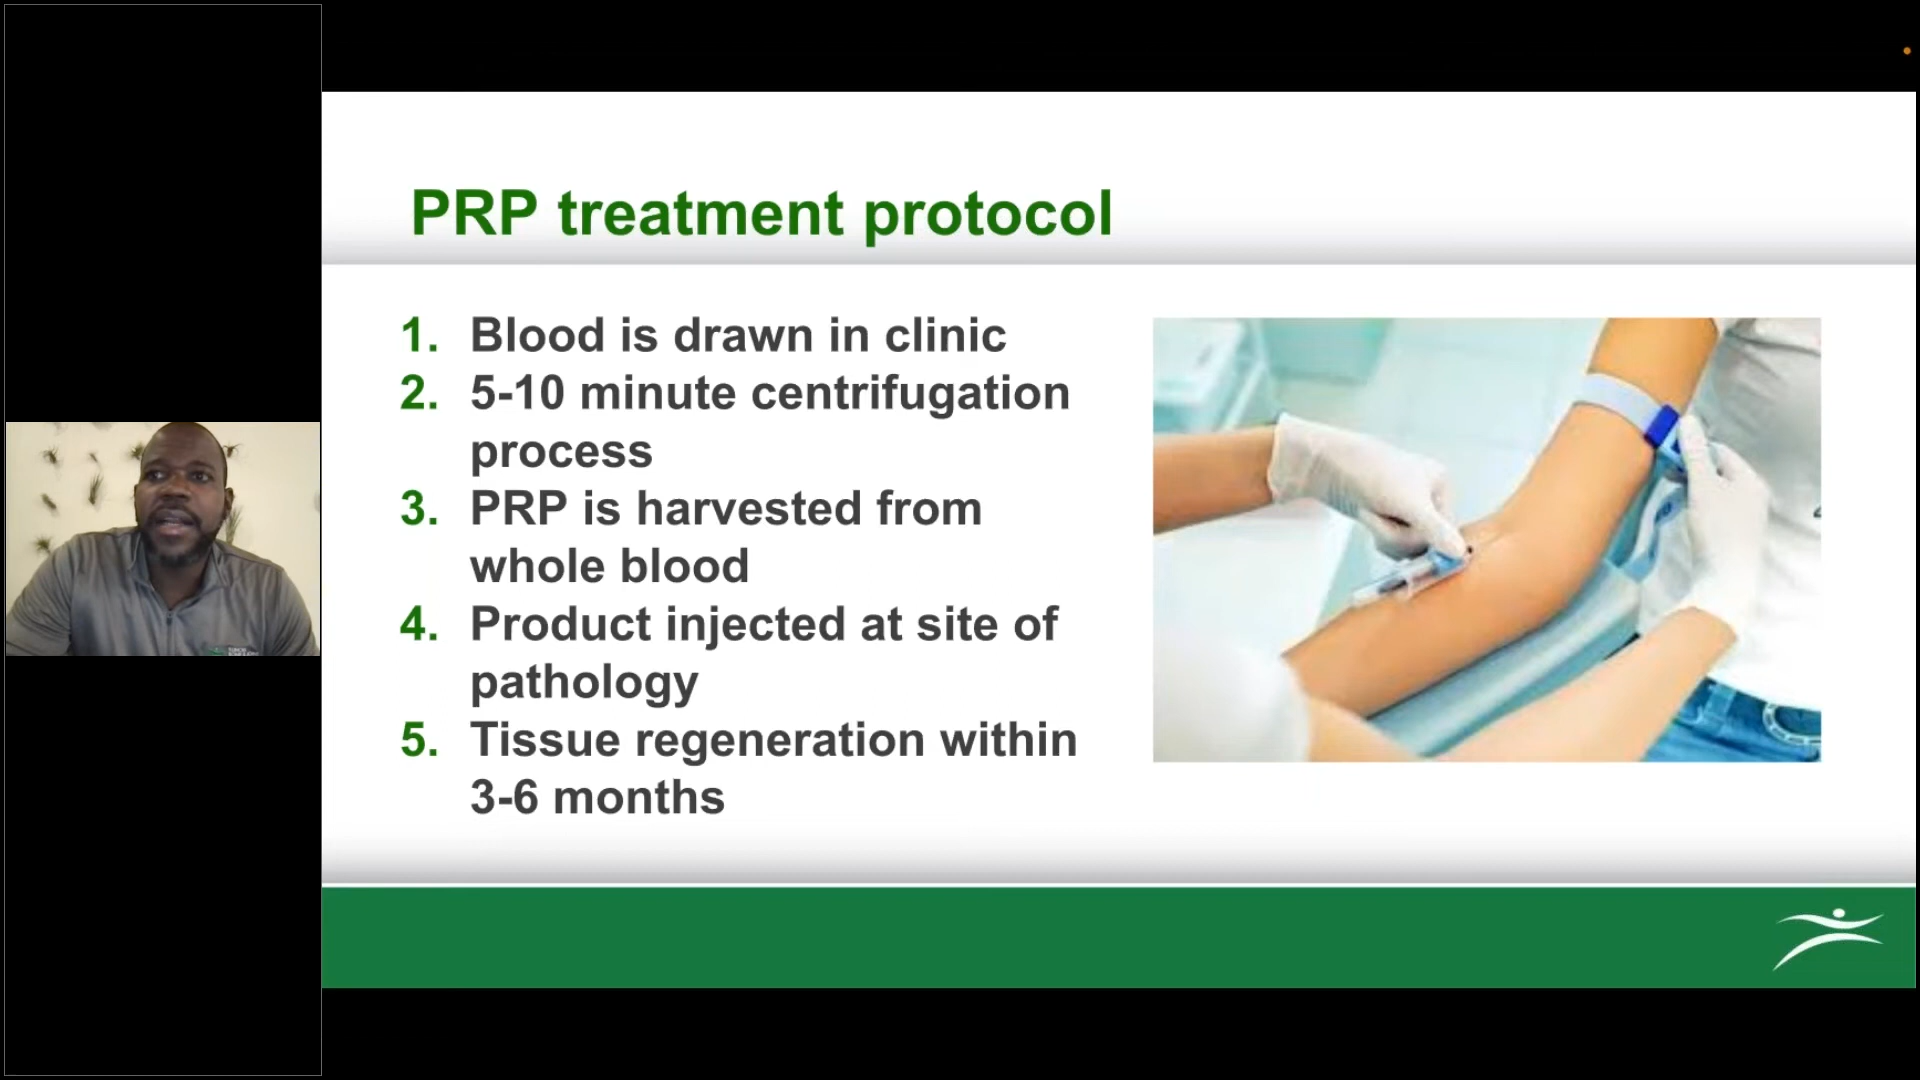 PRP treatment protocol
1. Blood is drawn in clinic
2. 5-10 minute centrifugation
process
3. PRP is harvested from
whole blood
4. Product injected at site of
pathology
5. Tissue regeneration within
3-6 months